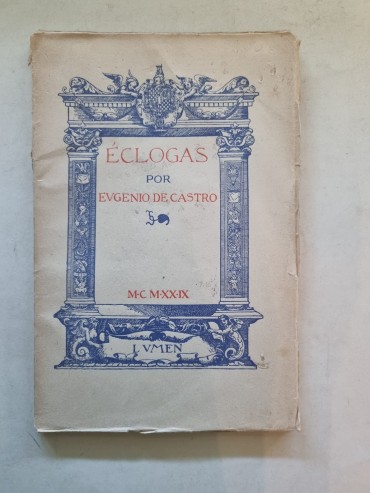 ÉCLOGAS
POR
EVGENIO DE CASTRO
M·C M·XX·IX
LVMEN